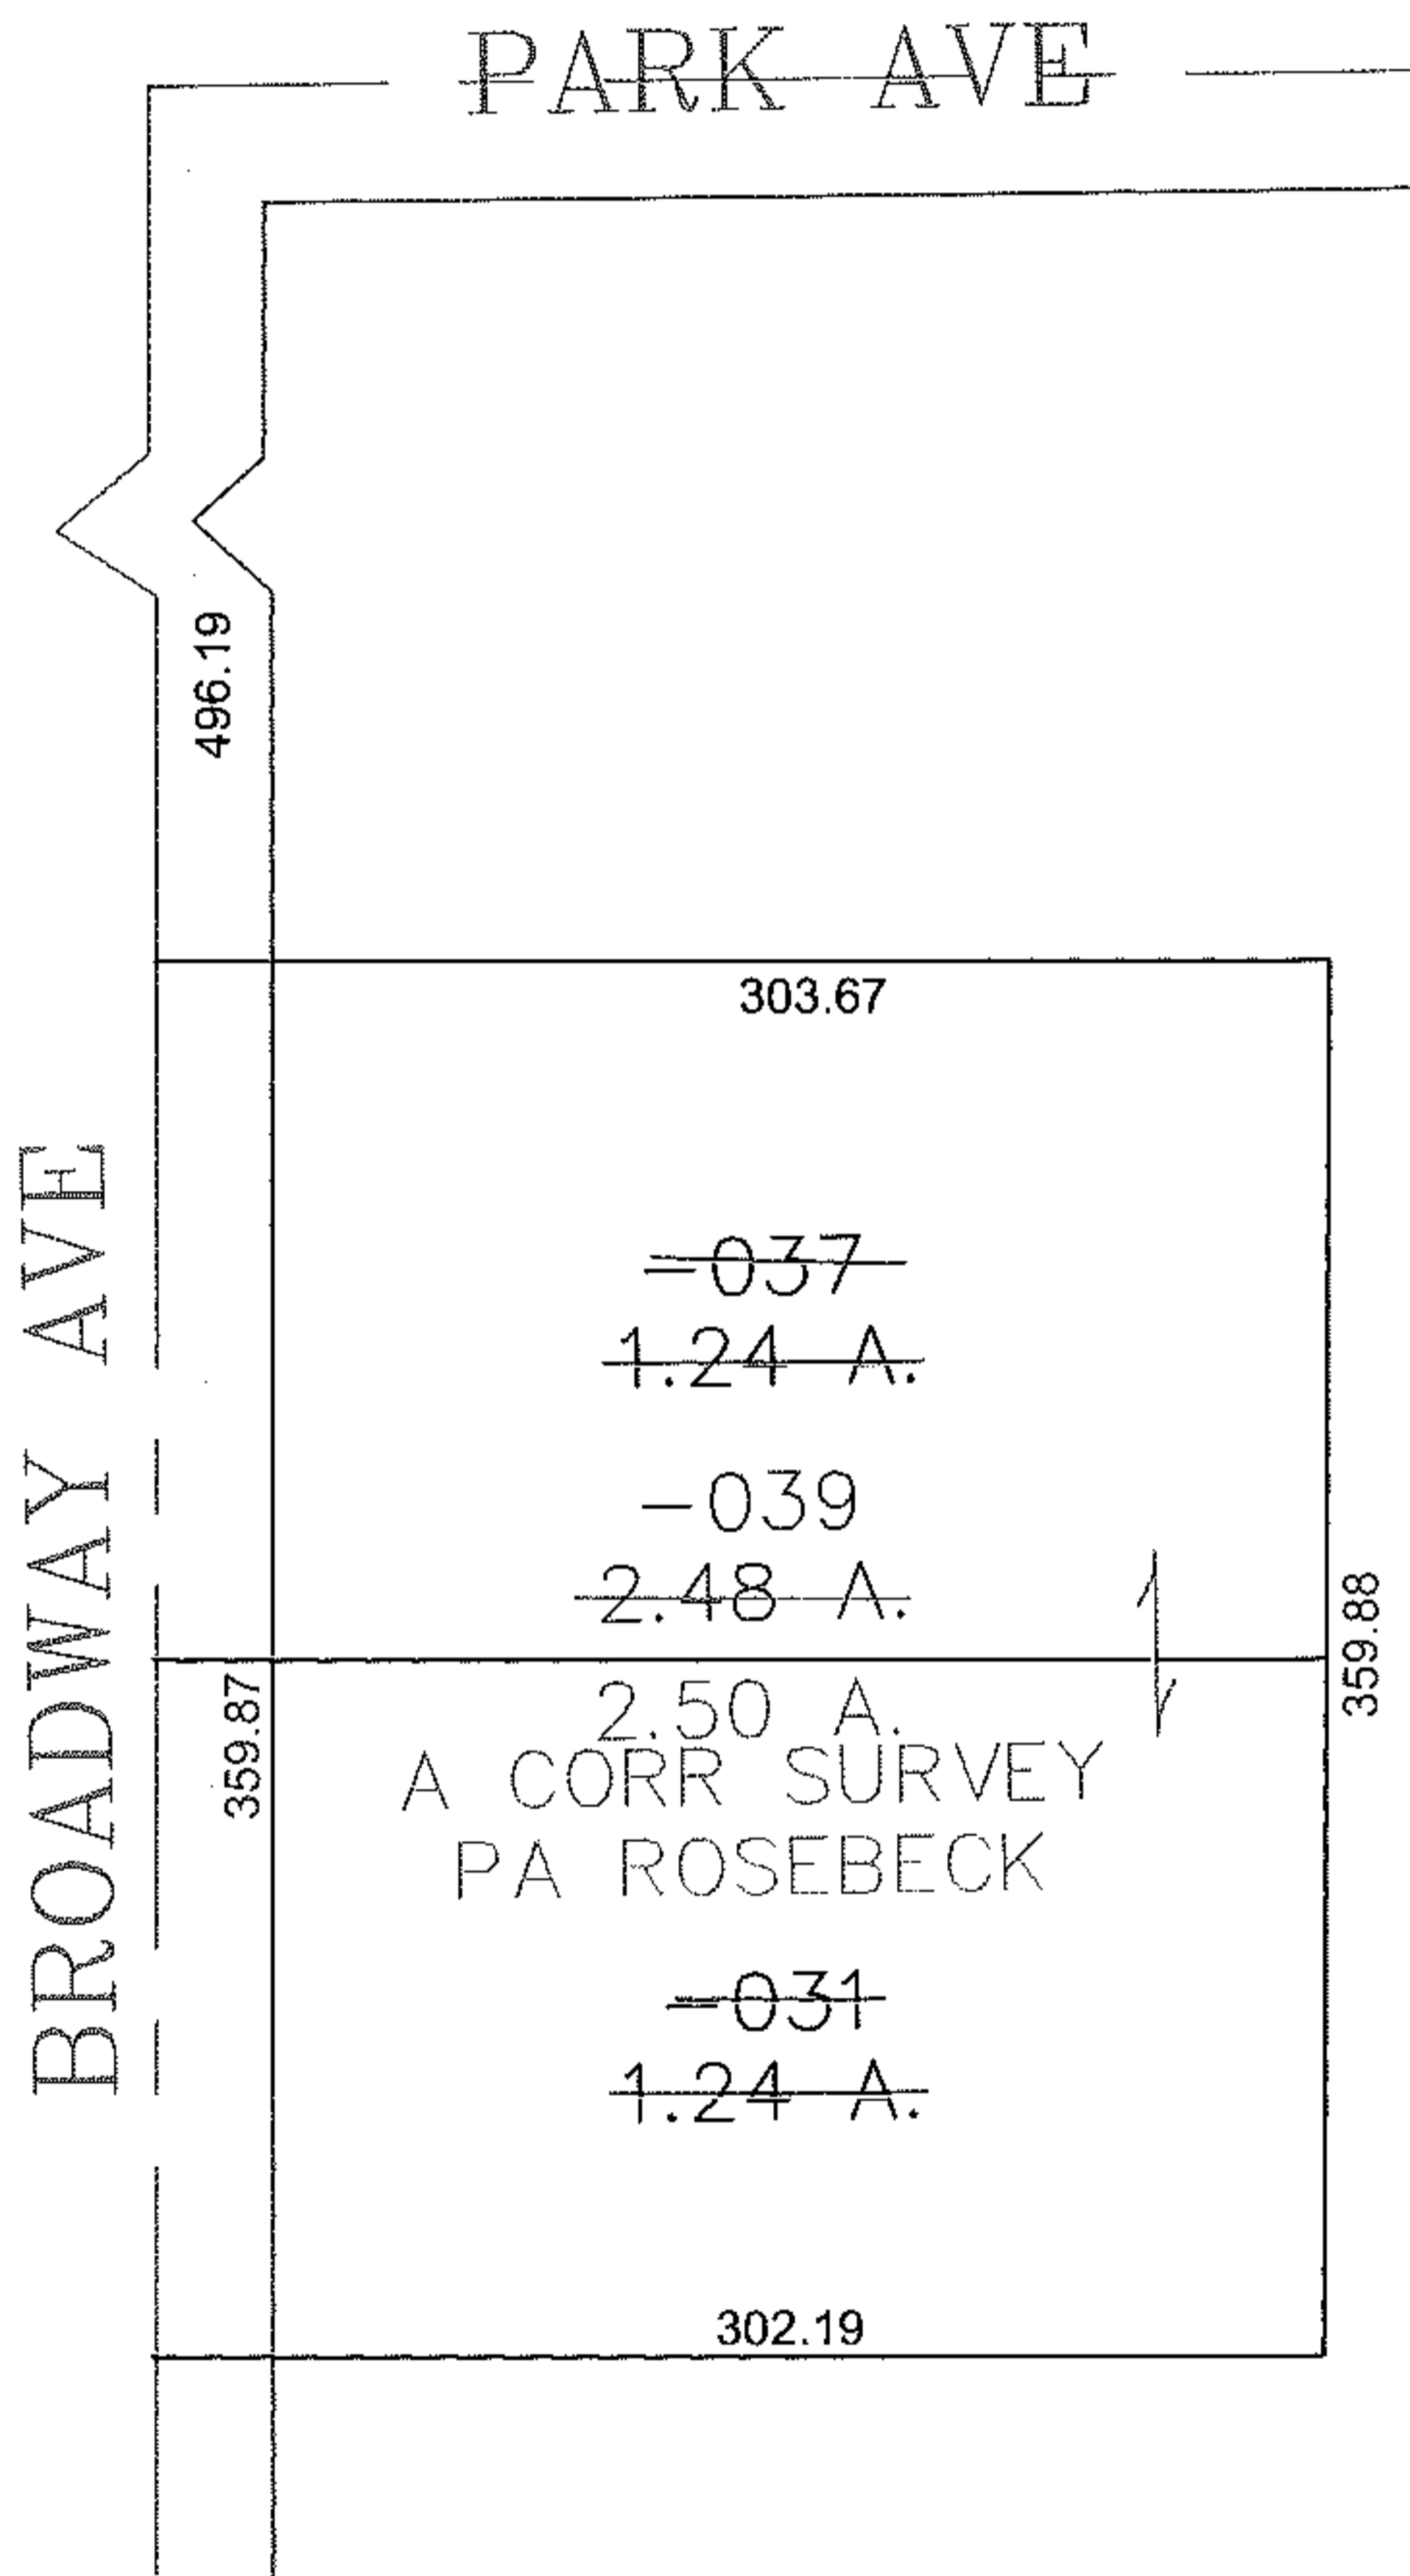 PARK AVE
496.19
303.67
BROADWAY AVE
-037
1.24 A.
-039
2.48 A.
359.88
359.87
2.50 A.
A CORR SURVEY
PA ROSEBECK
-031
1.24 A.
302.19